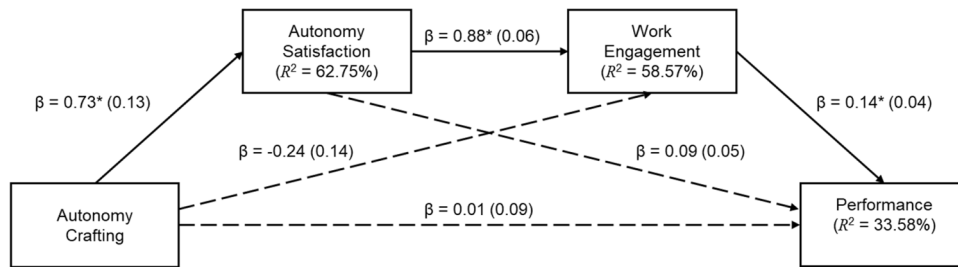 Autonomy
Satisfaction
(R² = 62.75%)
β = 0.88* (0.06)
Work
Engagement
(R² = 58.57%)
β = 0.73* (0.13)
β = 0.14* (0.04)
β = -0.24 (0.14)
β = 0.09 (0.05)
Autonomy
Crafting
β = 0.01 (0.09)
Performance
(R² = 33.58%)